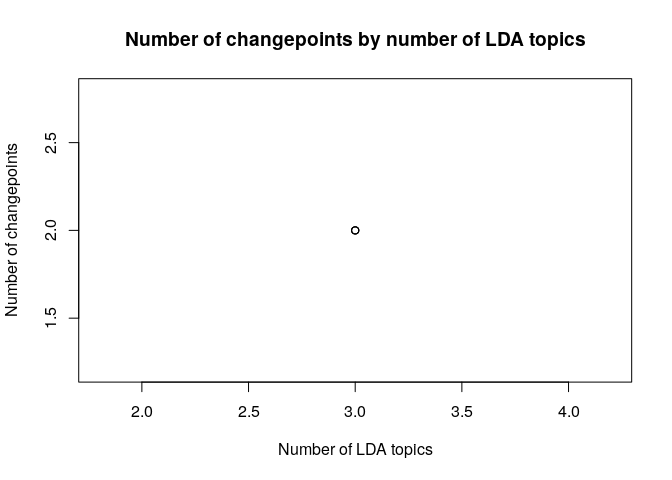 Number of changepoints by number of LDA topics
Number of changepoints
2.5
2.0
1.5
2.0 2.5 3.0 3.5 4.0
Number of LDA topics